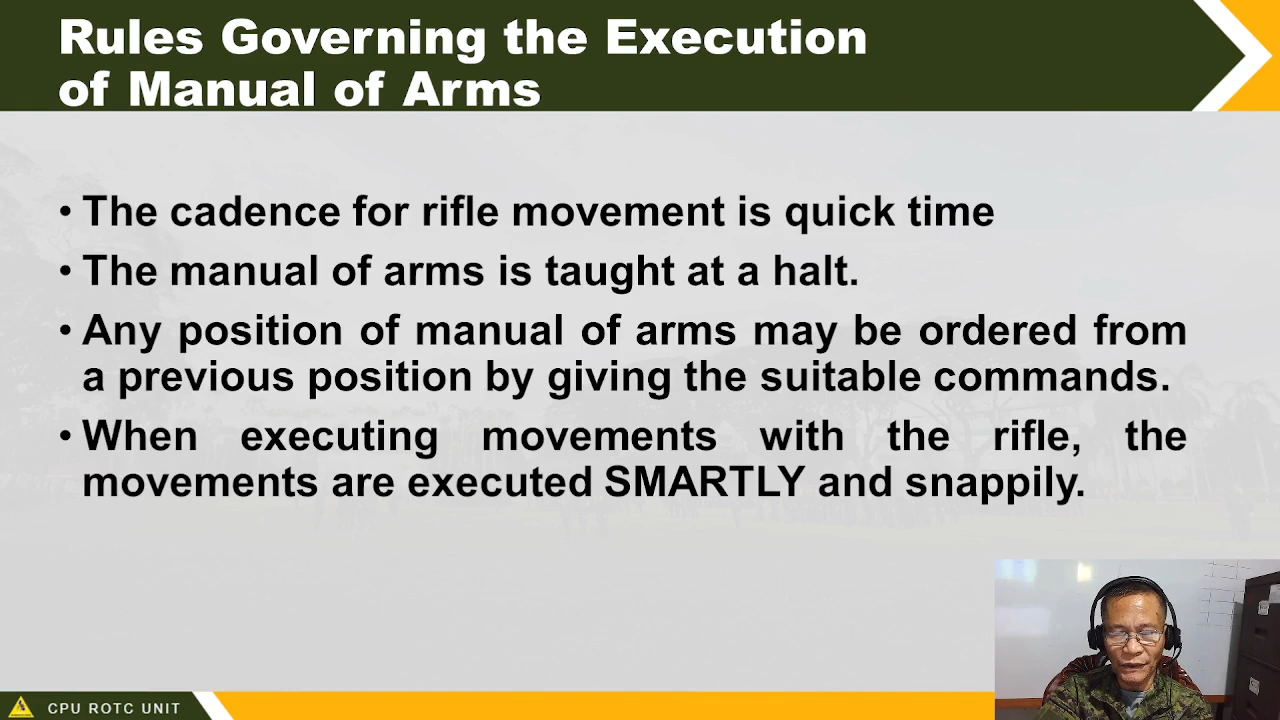 Rules Governing the Execution
of Manual of Arms
• The cadence for rifle movement is quick time
• The manual of arms is taught at a halt.
• Any position of manual of arms may be ordered from
a previous position by giving the suitable commands.
• When executing movements with the rifle, the
movements are executed SMARTLY and snappily.
CPU ROTC UNIT